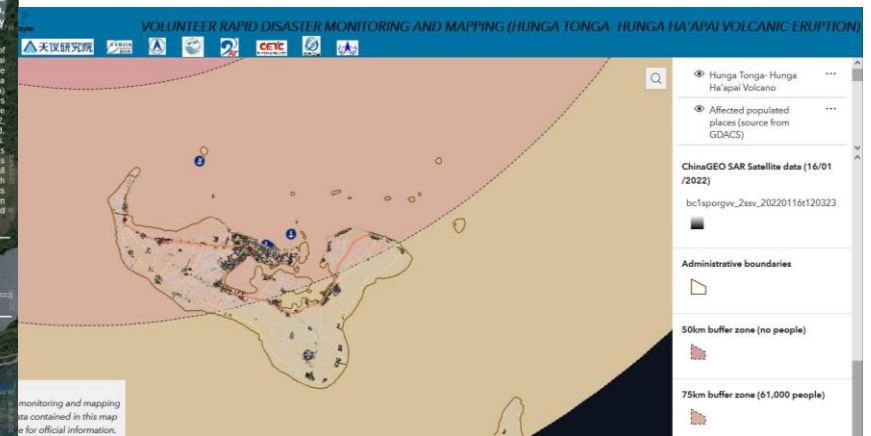 VOLUNTEER RAPID DISASTER MONITORING AND MAPPING (HUNGA TONGA- HUNGA HA'APAI VOLCANIC ERUPTION)
天仪研究院
CETC
Hunga Tonga- Hunga
Ha'apai Volcano
Affected populated
places (source from
GDACS)
ChinaGEO SAR Satellite data (16/01
/2022)
bc1sporgvv_2ssv_20220116t120323
Administrative boundaries
50km buffer zone (no people)
75km buffer zone (61,000 people)
monitoring and mapping
ata contained in this map
le for official information.